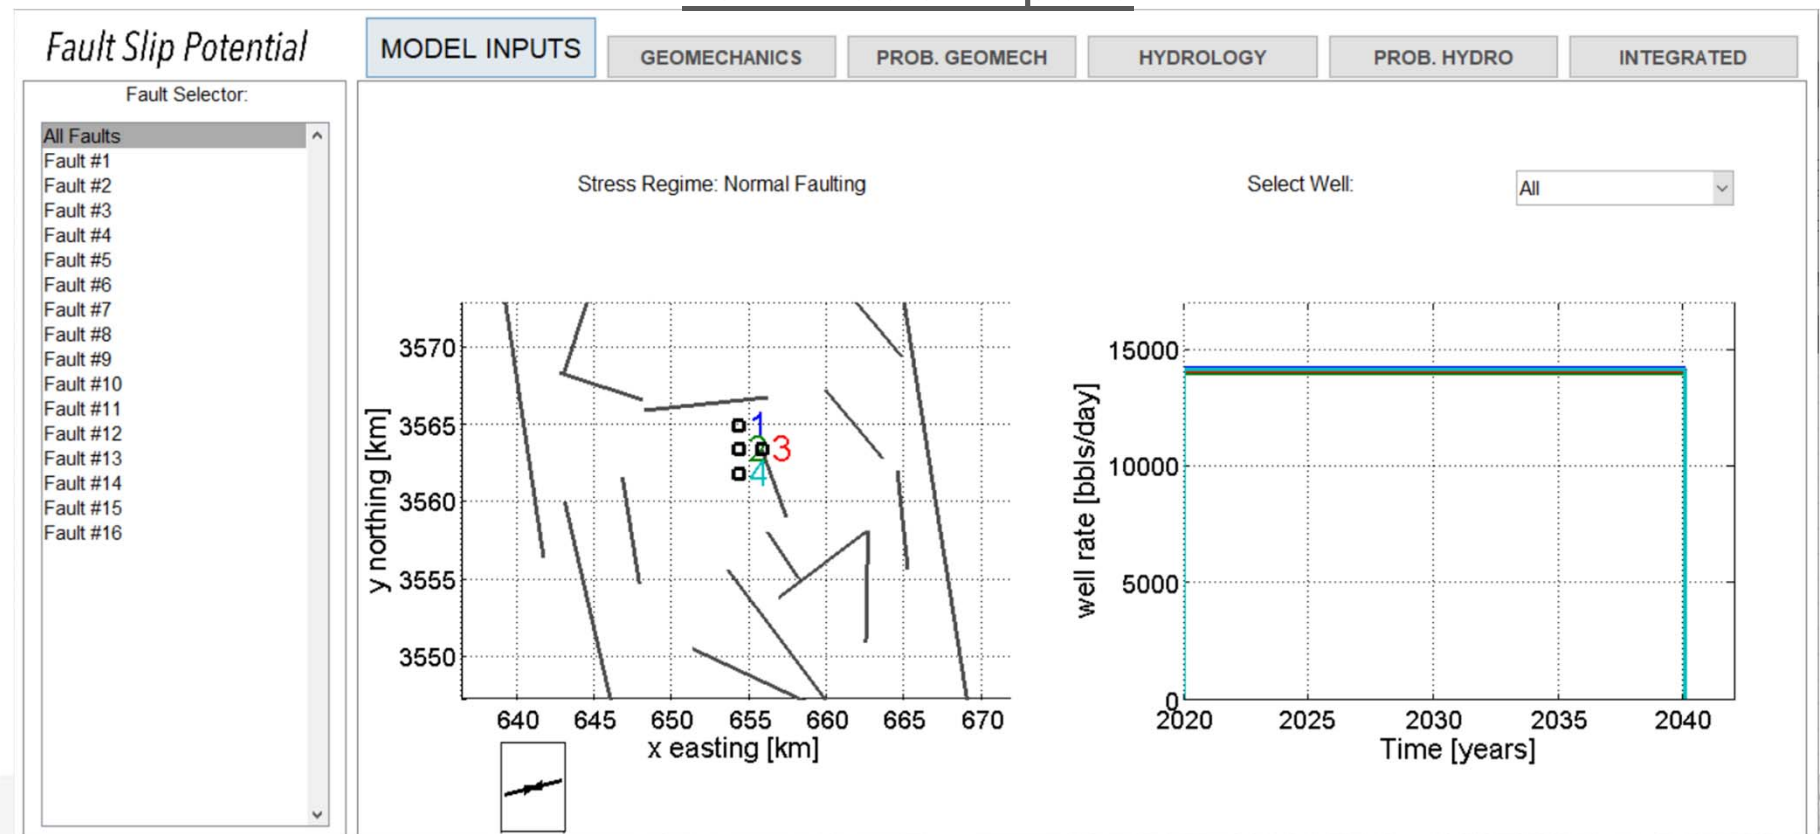 Fault Slip Potential
MODEL INPUTS
GEOMECHANICS
PROB. GEOMECH
HYDROLOGY
PROB. HYDRO
INTEGRATED
Fault Selector:
All Faults
Fault #1
Fault #2
Fault #3
Fault #4
Fault #5
Fault #6
Fault #7
Fault #8
Fault #9
Fault #10
Fault #11
Fault #12
Fault #13
Fault #14
Fault #15
Fault #16
Stress Regime: Normal Faulting
Select Well:
All
y northing [km]
3570
3565
3560
3555
3550
1
2
3
4
640 645 650 655 660 665 670
x easting [km]
well rate [bbls/day]
15000
10000
5000
0
2020 2025 2030 2035 2040
Time [years]